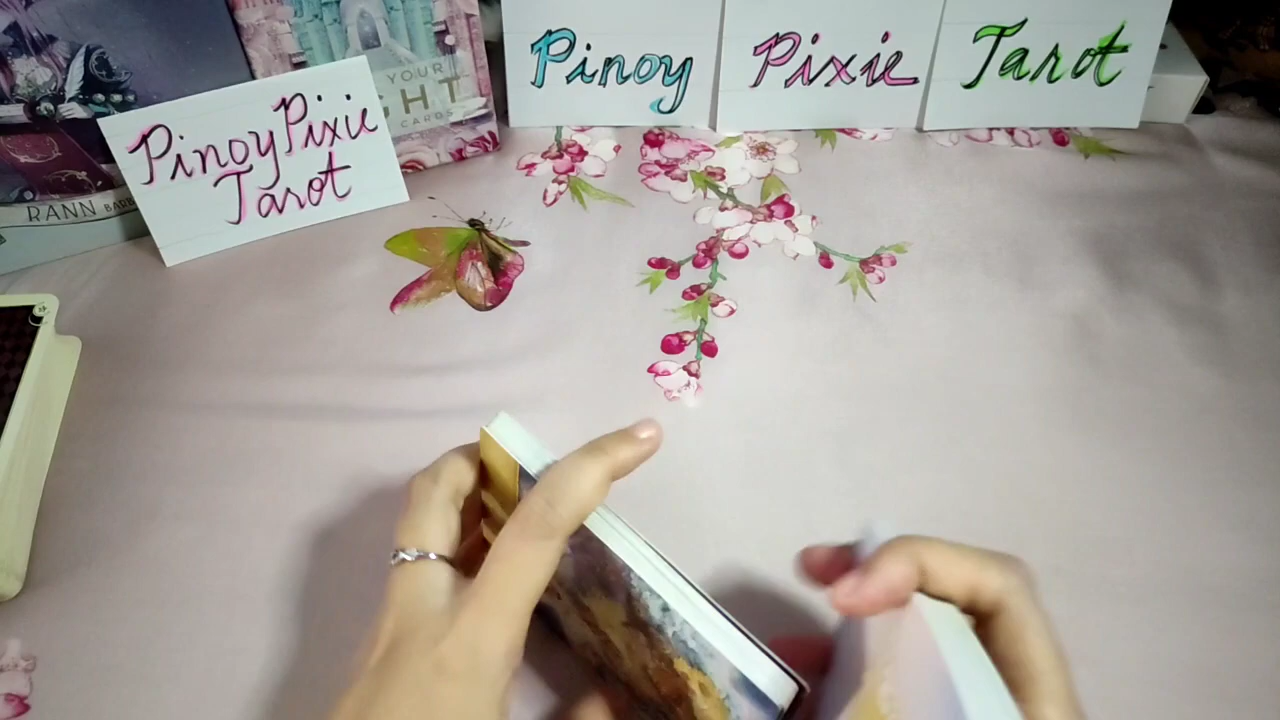 Pinoy Pixie Tarot
YOUR
GHT
CARDS
PinoyPixie
Tarot
RANN